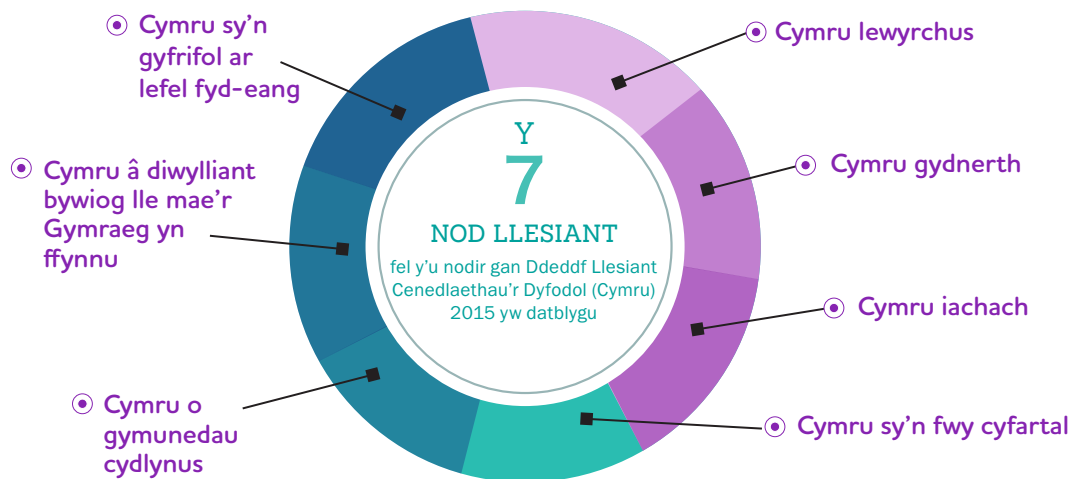 Y
7
NOD LLESIANT
fel y'u nodir gan Ddeddf Llesiant
Cenedlaethau'r Dyfodol (Cymru)
2015 yw datblygu
Cymru lewyrchus
Cymru gydnerth
Cymru iachach
Cymru sy'n fwy cyfartal
Cymru o
gymunedau
cydlynus
Cymru â diwylliant
bywiog lle mae'r
Gymraeg yn
ffynnu
Cymru sy'n
gyfrifol ar
lefel fyd-eang